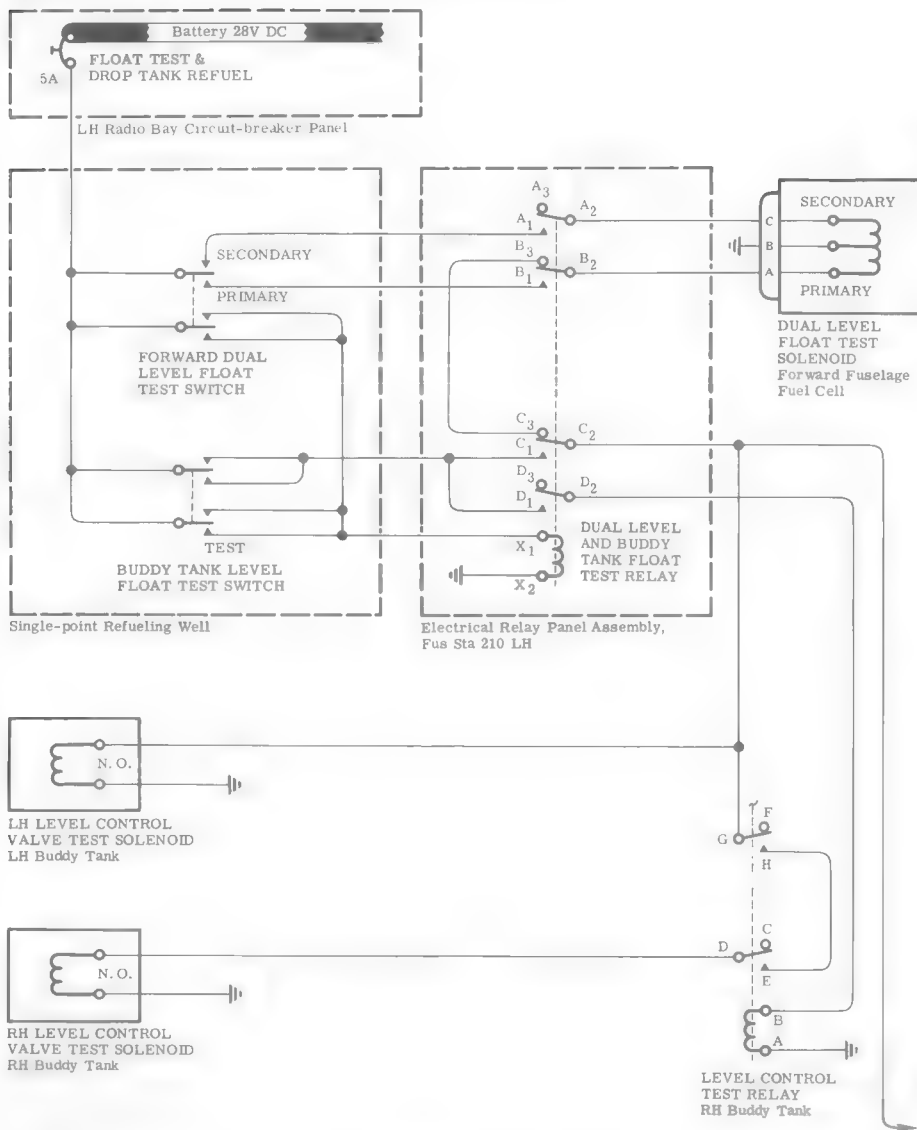 Battery 28V DC
5A
FLOAT TEST &
DROP TANK REFUEL
LH Radio Bay Circuit-breaker Panel
SECONDARY
PRIMARY
FORWARD DUAL
LEVEL FLOAT
TEST SWITCH
TEST
BUDDY TANK LEVEL
FLOAT TEST SWITCH
Single-point Refueling Well
A3
A2
A1
B3
B2
B1
C3
C2
C1
D3
D2
D1
X1
X2
DUAL LEVEL
AND BUDDY
TANK FLOAT
TEST RELAY
Electrical Relay Panel Assembly,
Fus Sta 210 LH
SECONDARY
C
B
A
PRIMARY
DUAL LEVEL
FLOAT TEST
SOLENOID
Forward Fuselage
Fuel Cell
N. O.
LH LEVEL CONTROL
VALVE TEST SOLENOID
LH Buddy Tank
N. O.
RH LEVEL CONTROL
VALVE TEST SOLENOID
RH Buddy Tank
F
G
H
C
D
E
B
A
LEVEL CONTROL
TEST RELAY
RH Buddy Tank